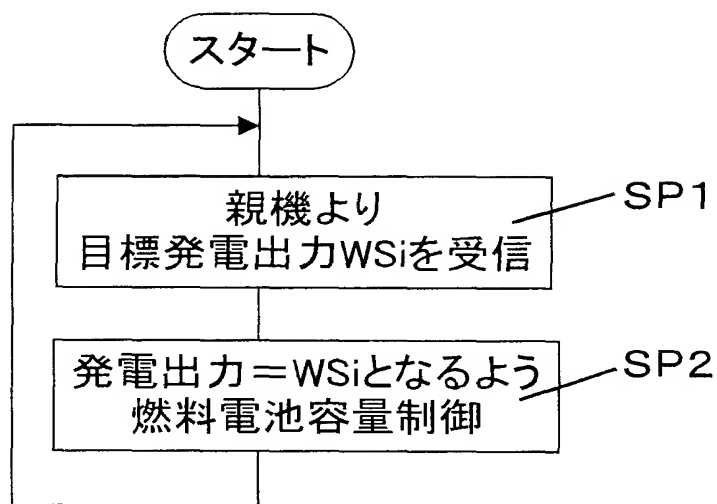 スタート
親機より
目標発電出力WSiを受信
SP1
発電出力＝WSiとなるよう
燃料電池容量制御
SP2